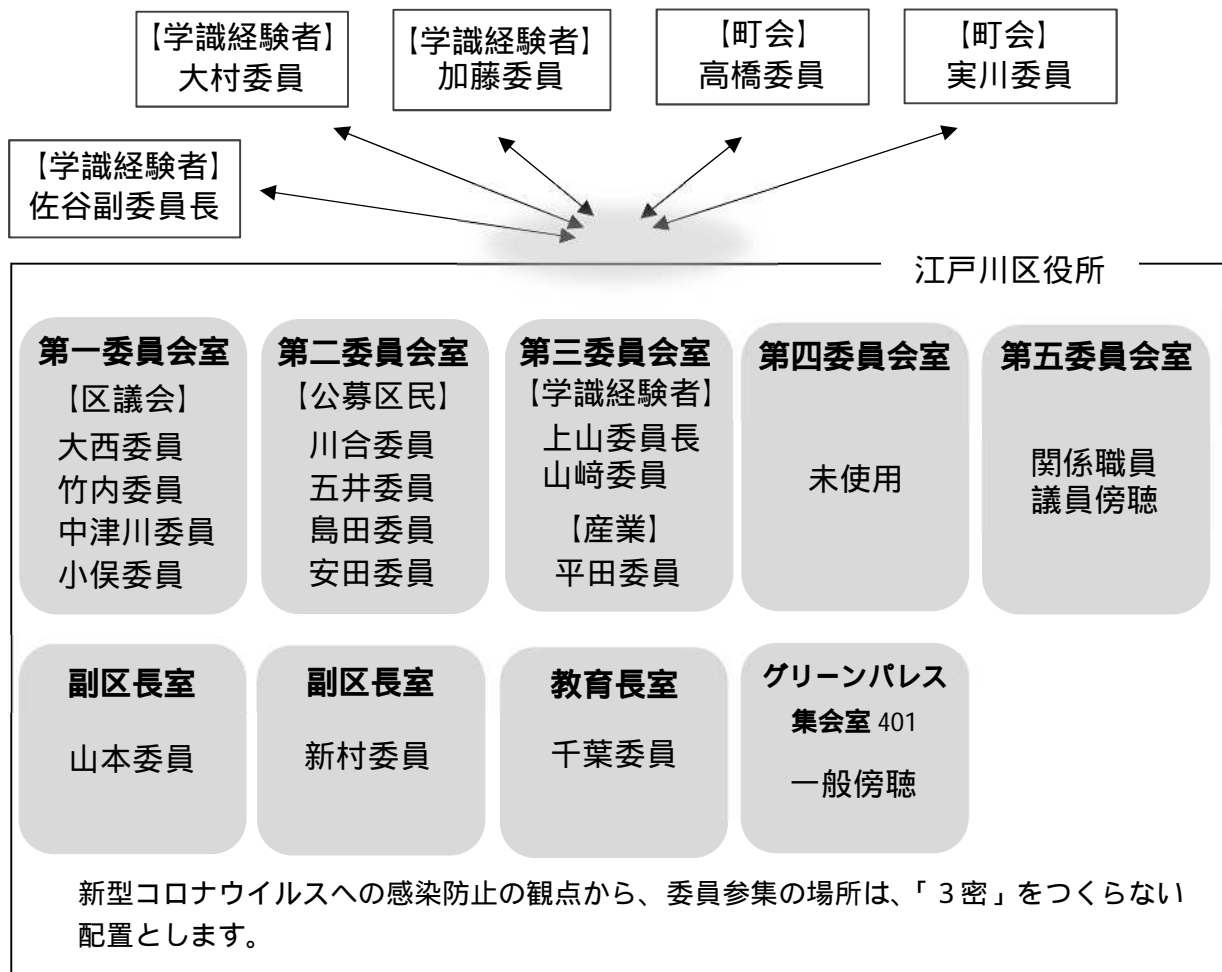 【学識経験者】
大村委員
【学識経験者】
加藤委員
【町会】
高橋委員
【町会】
実川委員
【学識経験者】
佐谷副委員長
江戸川区役所
第一委員会室
【区議会】
大西委員
竹内委員
中津川委員
小俣委員
第二委員会室
【公募区民】
川合委員
五井委員
島田委員
安田委員
第三委員会室
【学識経験者】
上山委員長
山﨑委員
【産業】
平田委員
第四委員会室
未使用
第五委員会室
関係職員
議員傍聴
副区長室
山本委員
副区長室
新村委員
教育長室
千葉委員
グリーンパレス
集会室 401
一般傍聴
新型コロナウイルスへの感染防止の観点から、委員参集の場所は、「３密」をつくらない
配置とします。